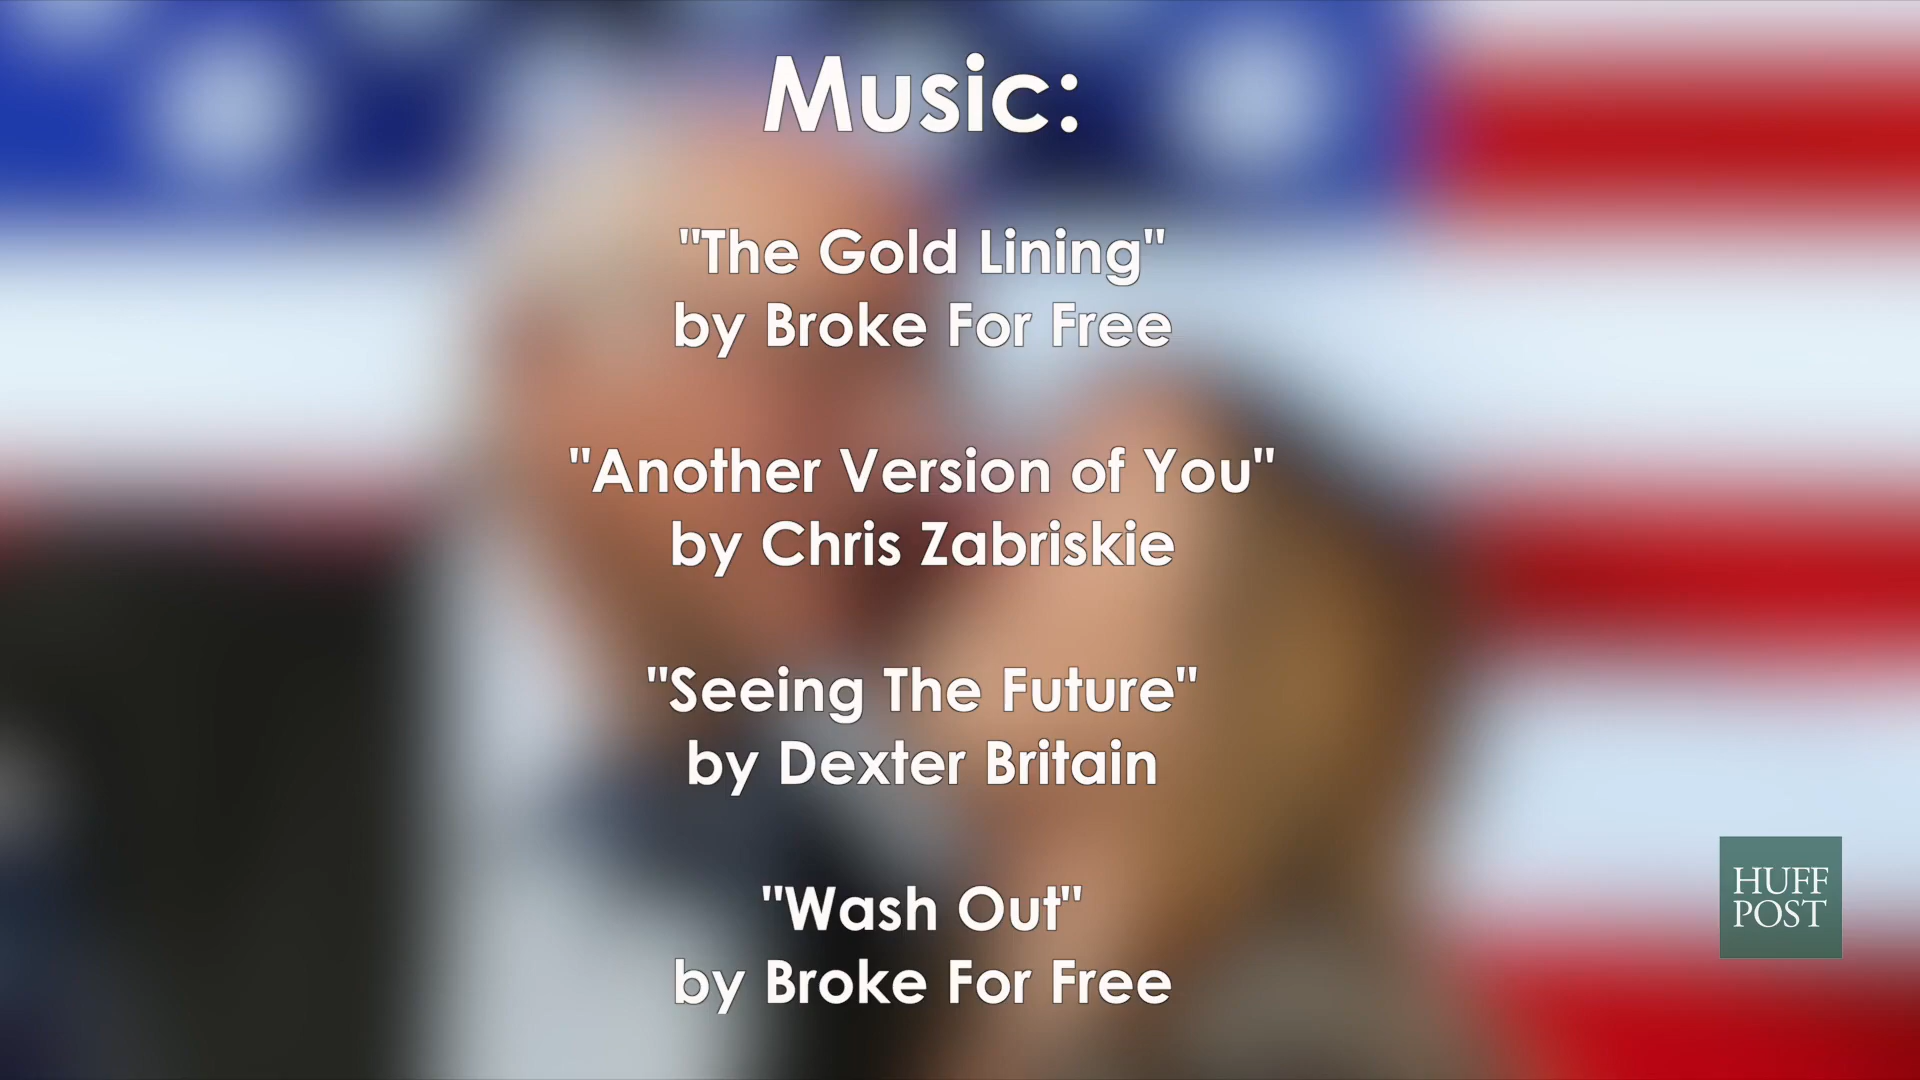 Music:
"The Gold Lining"
by Broke For Free
"Another Version of You"
by Chris Zabriskie
"Seeing The Future"
by Dexter Britain
"Wash Out"
by Broke For Free
HUFF
POST